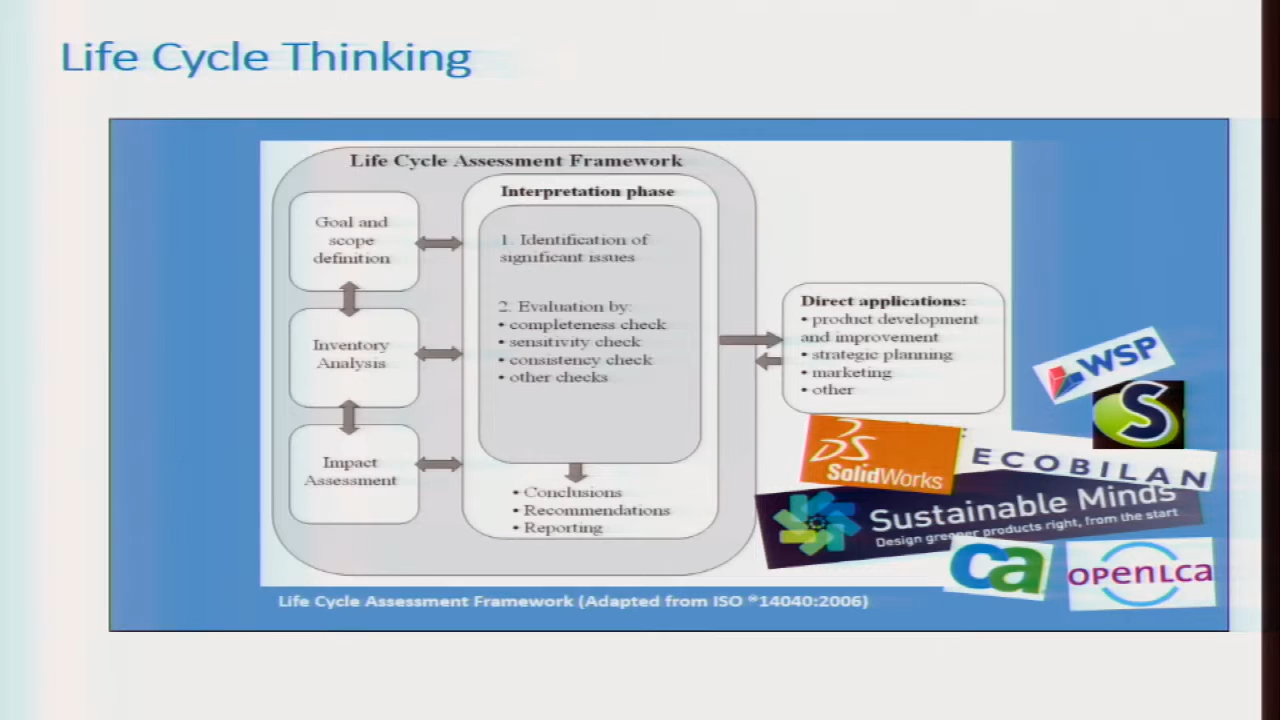 Life Cycle Thinking
Life Cycle Assessment Framework
Goal and
scope
definition
Inventory
Analysis
Impact
Assessment
Interpretation phase
1. Identification of
significant issues
2. Evaluation by:
• completeness check
• sensitivity check
• consistency check
• other checks
• Conclusions
• Recommendations
• Reporting
Direct applications:
• product development
and improvement
• strategic planning
• marketing
• other
WSP
S
3DS
SolidWorks
ECOBILAN
Sustainable Minds
Design greener products right, from the start
ca
openLca
Life Cycle Assessment Framework (Adapted from ISO 14040:2006)